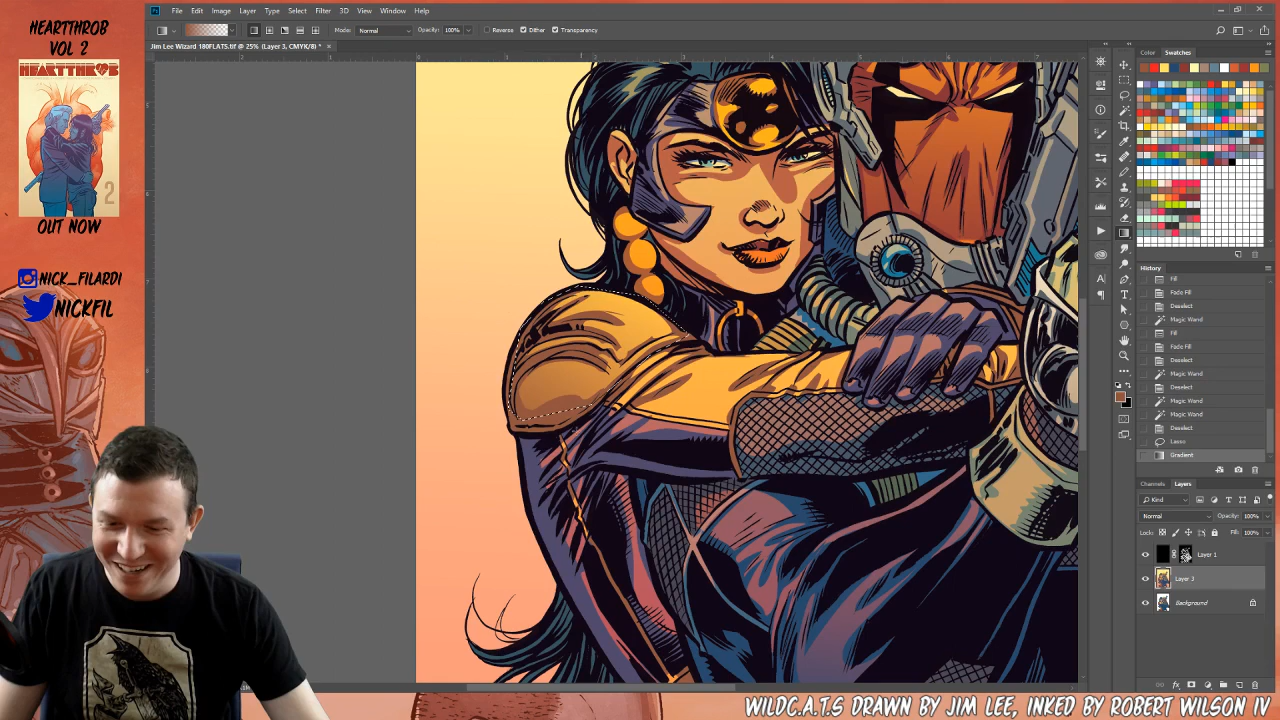 HEARTTHROB
VOL 2
HEARTTHROB
2
OUT NOW
NICK_FILARDI
NICKFIL
File Edit Image Layer Type Select Filter 3D View Window Help
Mode: Normal Opacity: 100% Reverse Dither Transparency
Jim Lee Wizard 180FLATS.tif @ 25% (Layer 3, CMYK/8) *
Color Swatches
History
Fill
Fade Fill
Deselect
Magic Wand
Fill
Fade Fill
Deselect
Magic Wand
Deselect
Magic Wand
Magic Wand
Deselect
Lasso
Gradient
Channels Layers
Kind
Normal Opacity: 100%
Lock: Fill: 100%
Layer 1
Layer 3
Background
WILDC.A.T.S DRAWN BY JIM LEE, INKED BY ROBERT WILSON IV